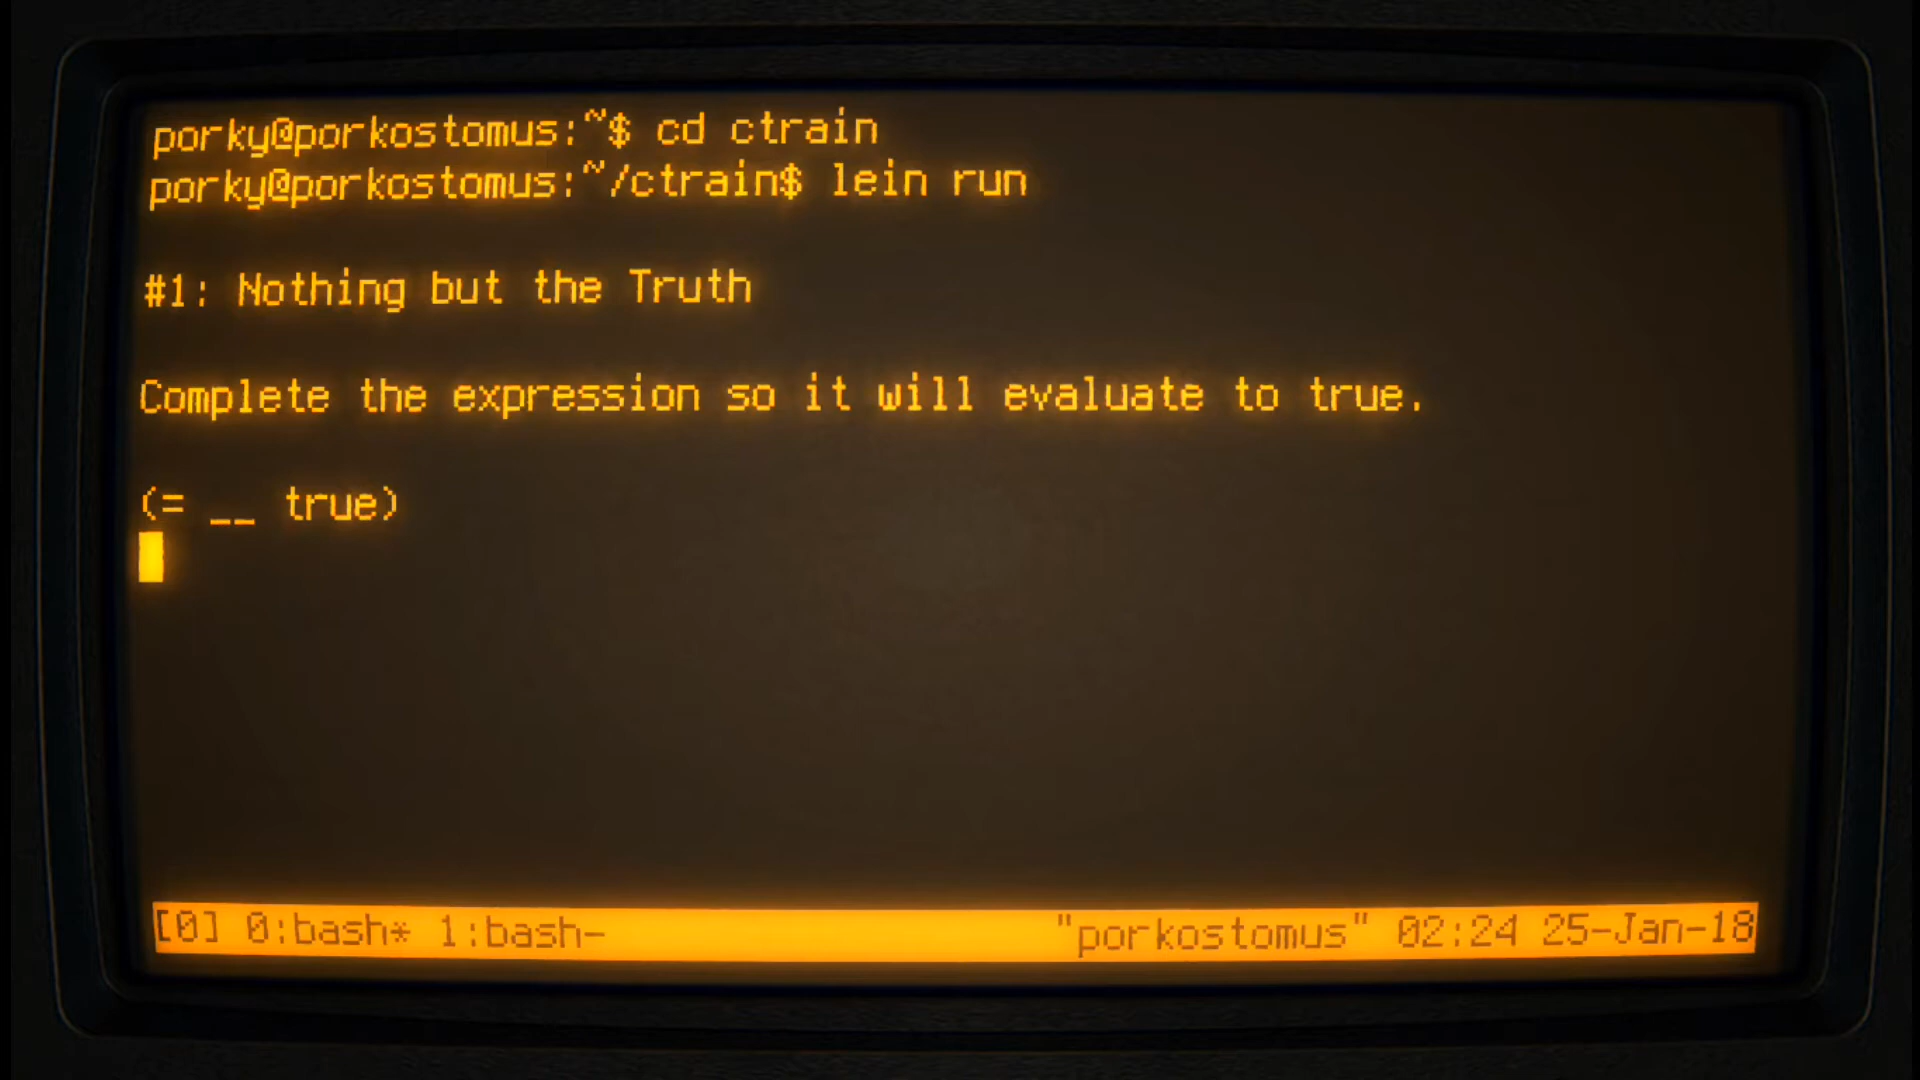 porky@porkostomus:~$ cd ctrain
porky@porkostomus:~/ctrain$ lein run
#1: Nothing but the Truth
Complete the expression so it will evaluate to true.
(= __ true)
[0] 0:bash* 1:bash- "porkostomus" 02:24 25-Jan-18